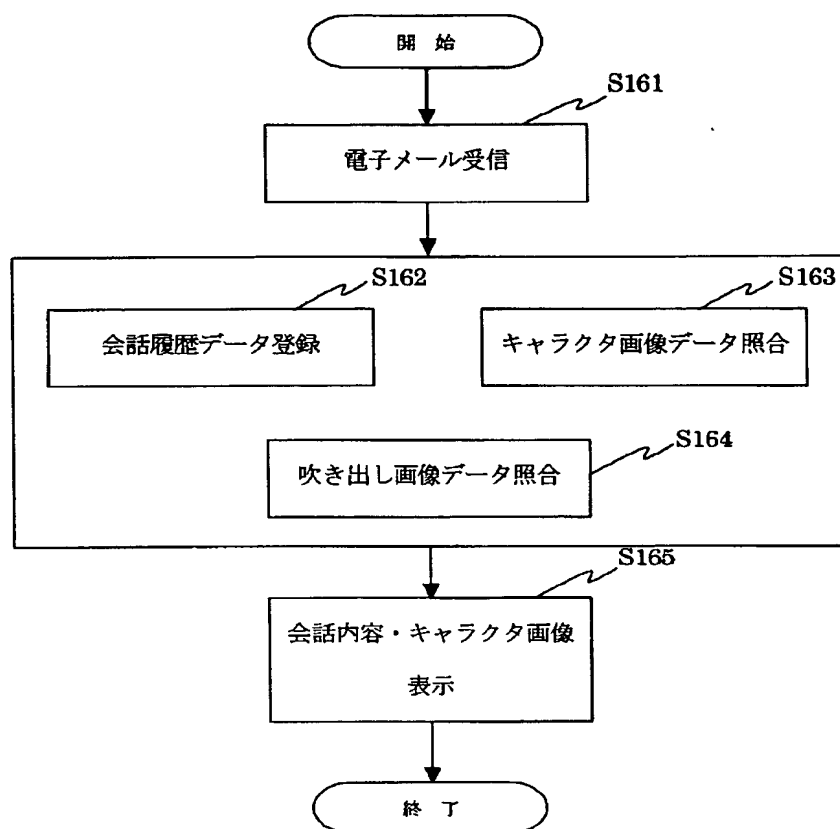 開 始
S161
電子メール受信
S162
S163
会話履歴データ登録
キャラクタ画像データ照合
S164
吹き出し画像データ照合
S165
会話内容・キャラクタ画像
表示
終 了